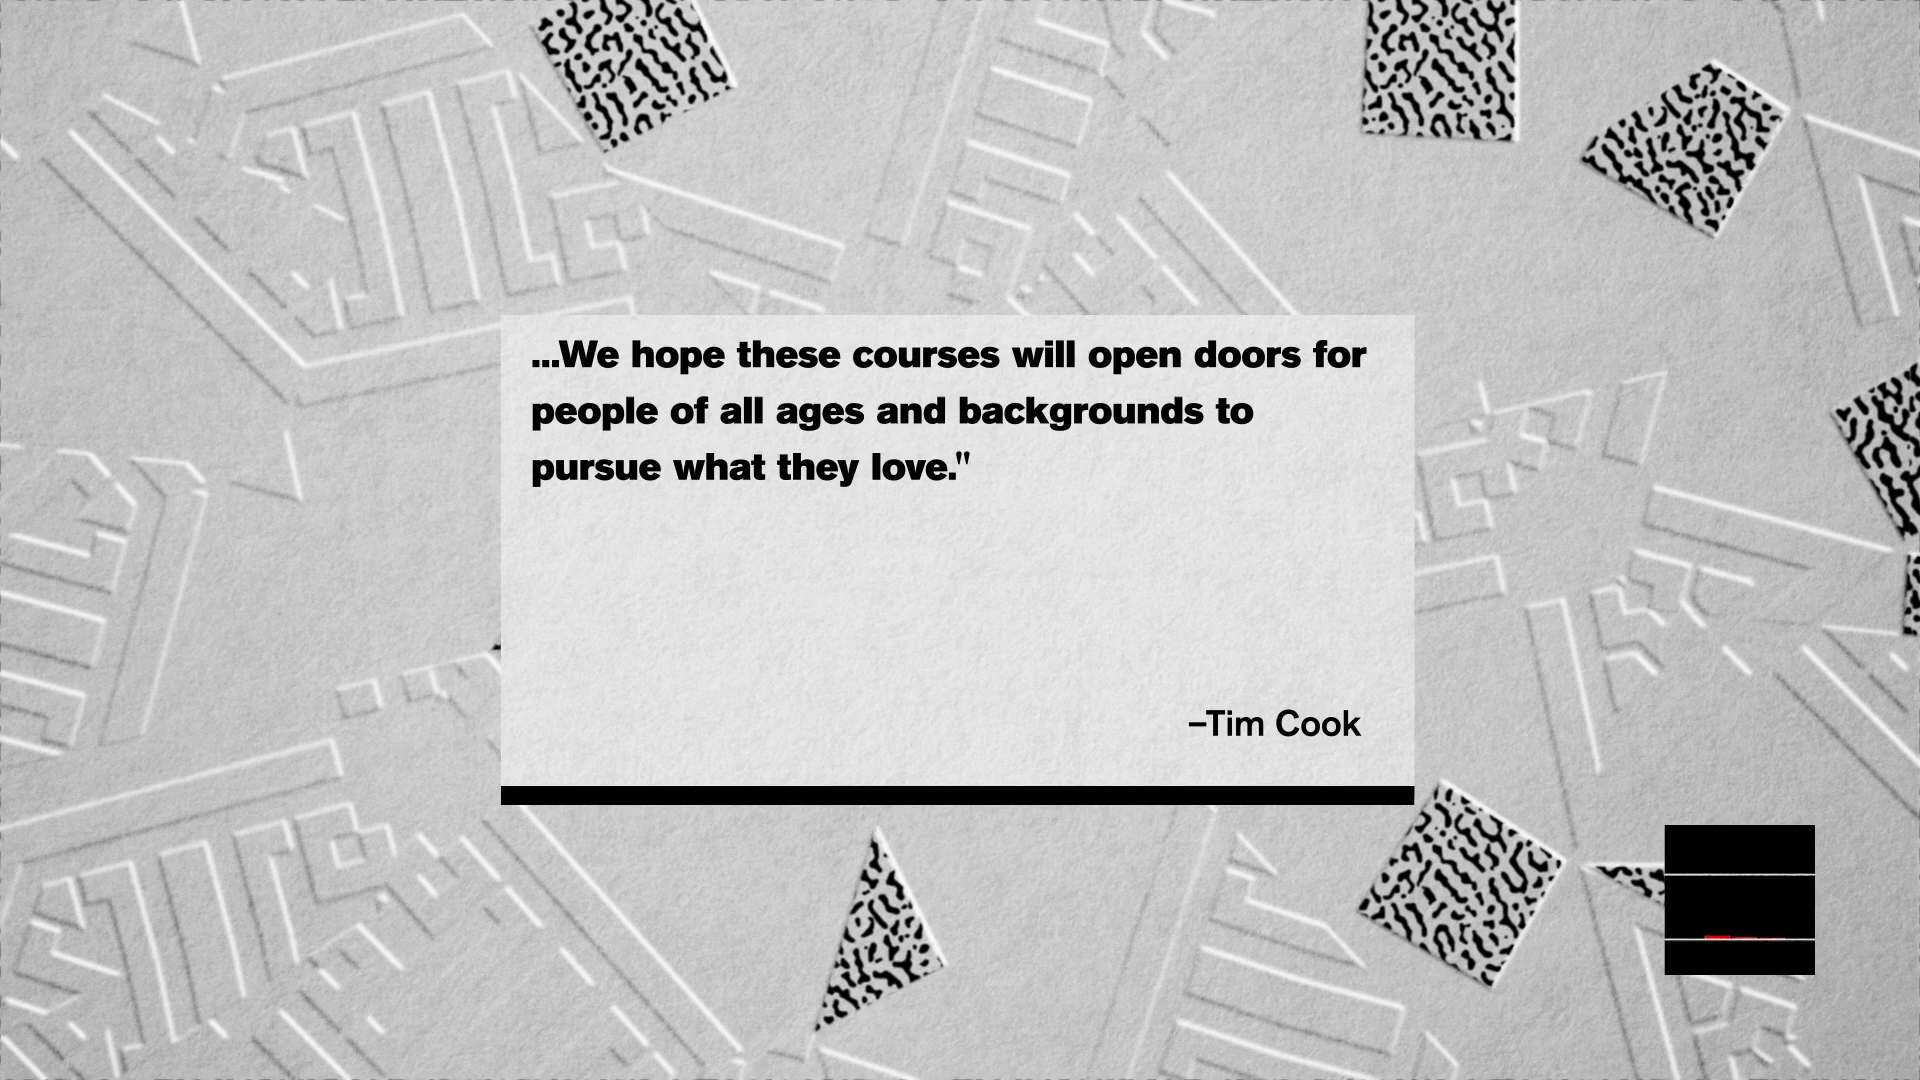 ...We hope these courses will open doors for
people of all ages and backgrounds to
pursue what they love."
–Tim Cook